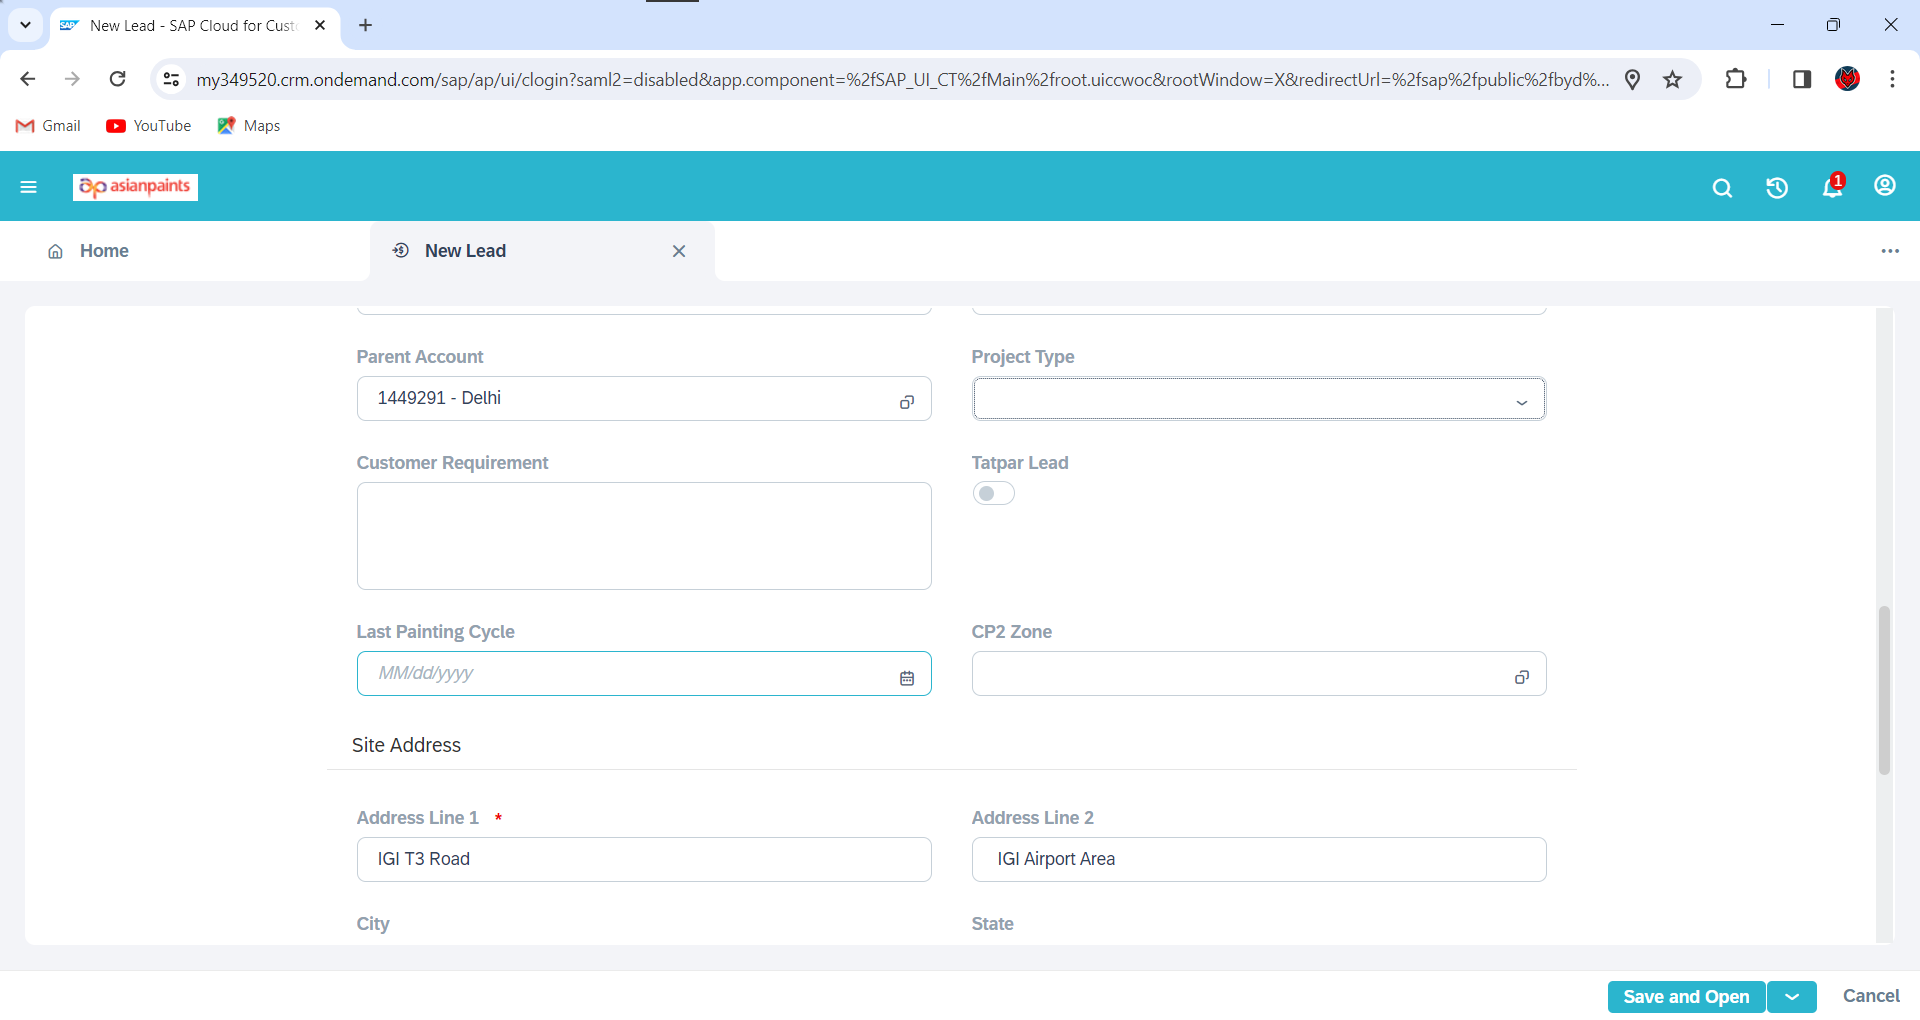 New Lead - SAP Cloud for Cust
my349520.crm.ondemand.com/sap/ap/ui/clogin?saml2=disabled&app.component=%2fSAP_UI_CT%2fMain%2froot.uiccwoc&rootWindow=X&redirectUrl=%2fsap%2fpublic%2fbyd%...
Gmail YouTube Maps
asianpaints
1
Home New Lead
Parent Account Project Type
1449291 - Delhi
Customer Requirement Tatpar Lead
Last Painting Cycle CP2 Zone
MM/dd/yyyy
Site Address
Address Line 1 * Address Line 2
IGI T3 Road IGI Airport Area
City State
Save and Open Cancel